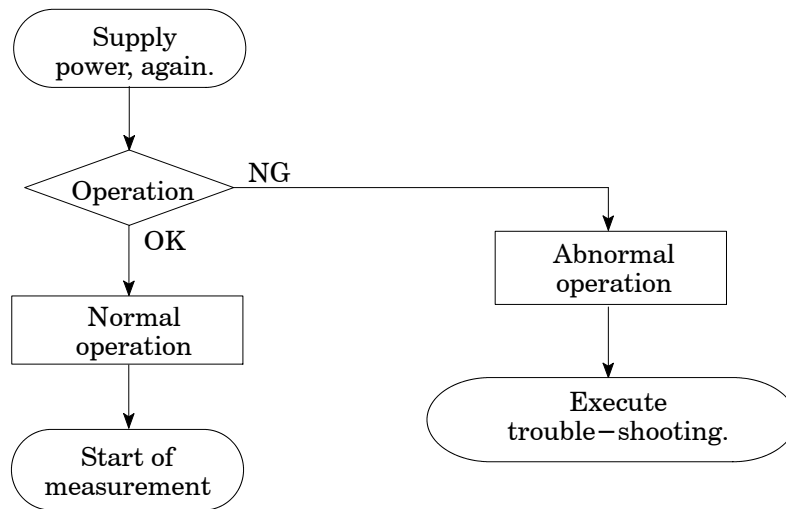 Supply
power, again.
Operation
NG
OK
Abnormal
operation
Normal
operation
Execute
trouble−shooting.
Start of
measurement